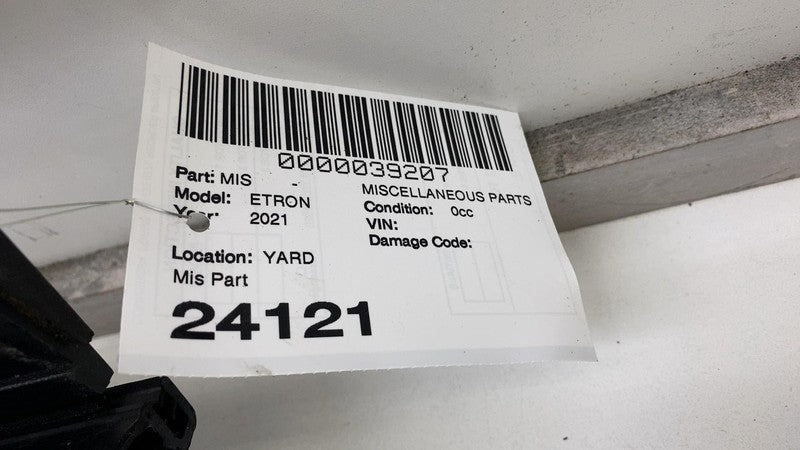 0000039207
Part: MIS - MISCELLANEOUS PARTS
Model: ETRON Condition: 0cc
Year: 2021 VIN:
Damage Code:
Location: YARD
Mis Part
24121